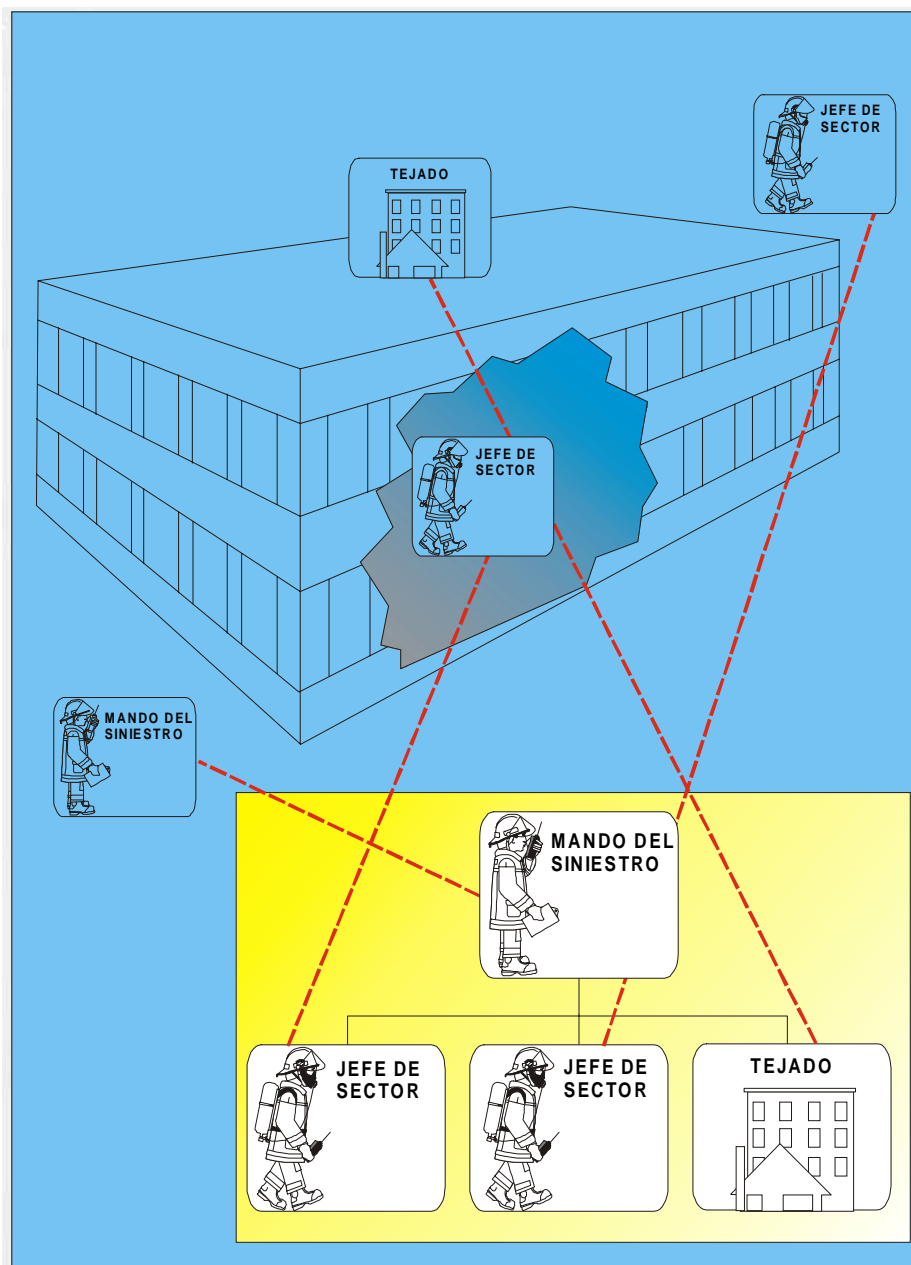 JEFE DE
SECTOR
TEJADO
JEFE DE
SECTOR
MANDO DEL
SINIESTRO
MANDO DEL
SINIESTRO
JEFE DE
SECTOR
JEFE DE
SECTOR
TEJADO